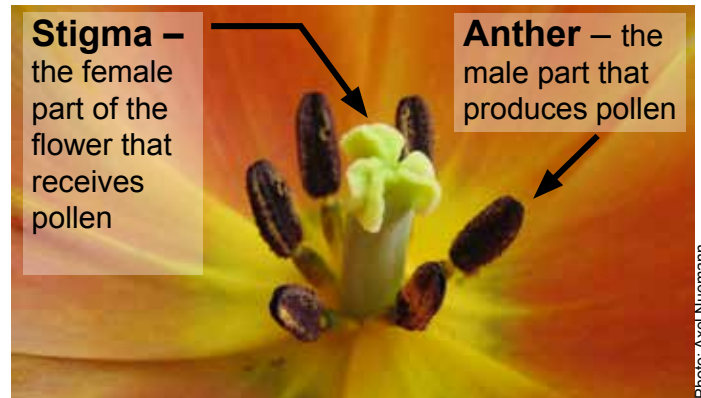 Stigma –
the female
part of the
flower that
receives
pollen
Anther – the
male part that
produces pollen
Photo: Axel Nuemann